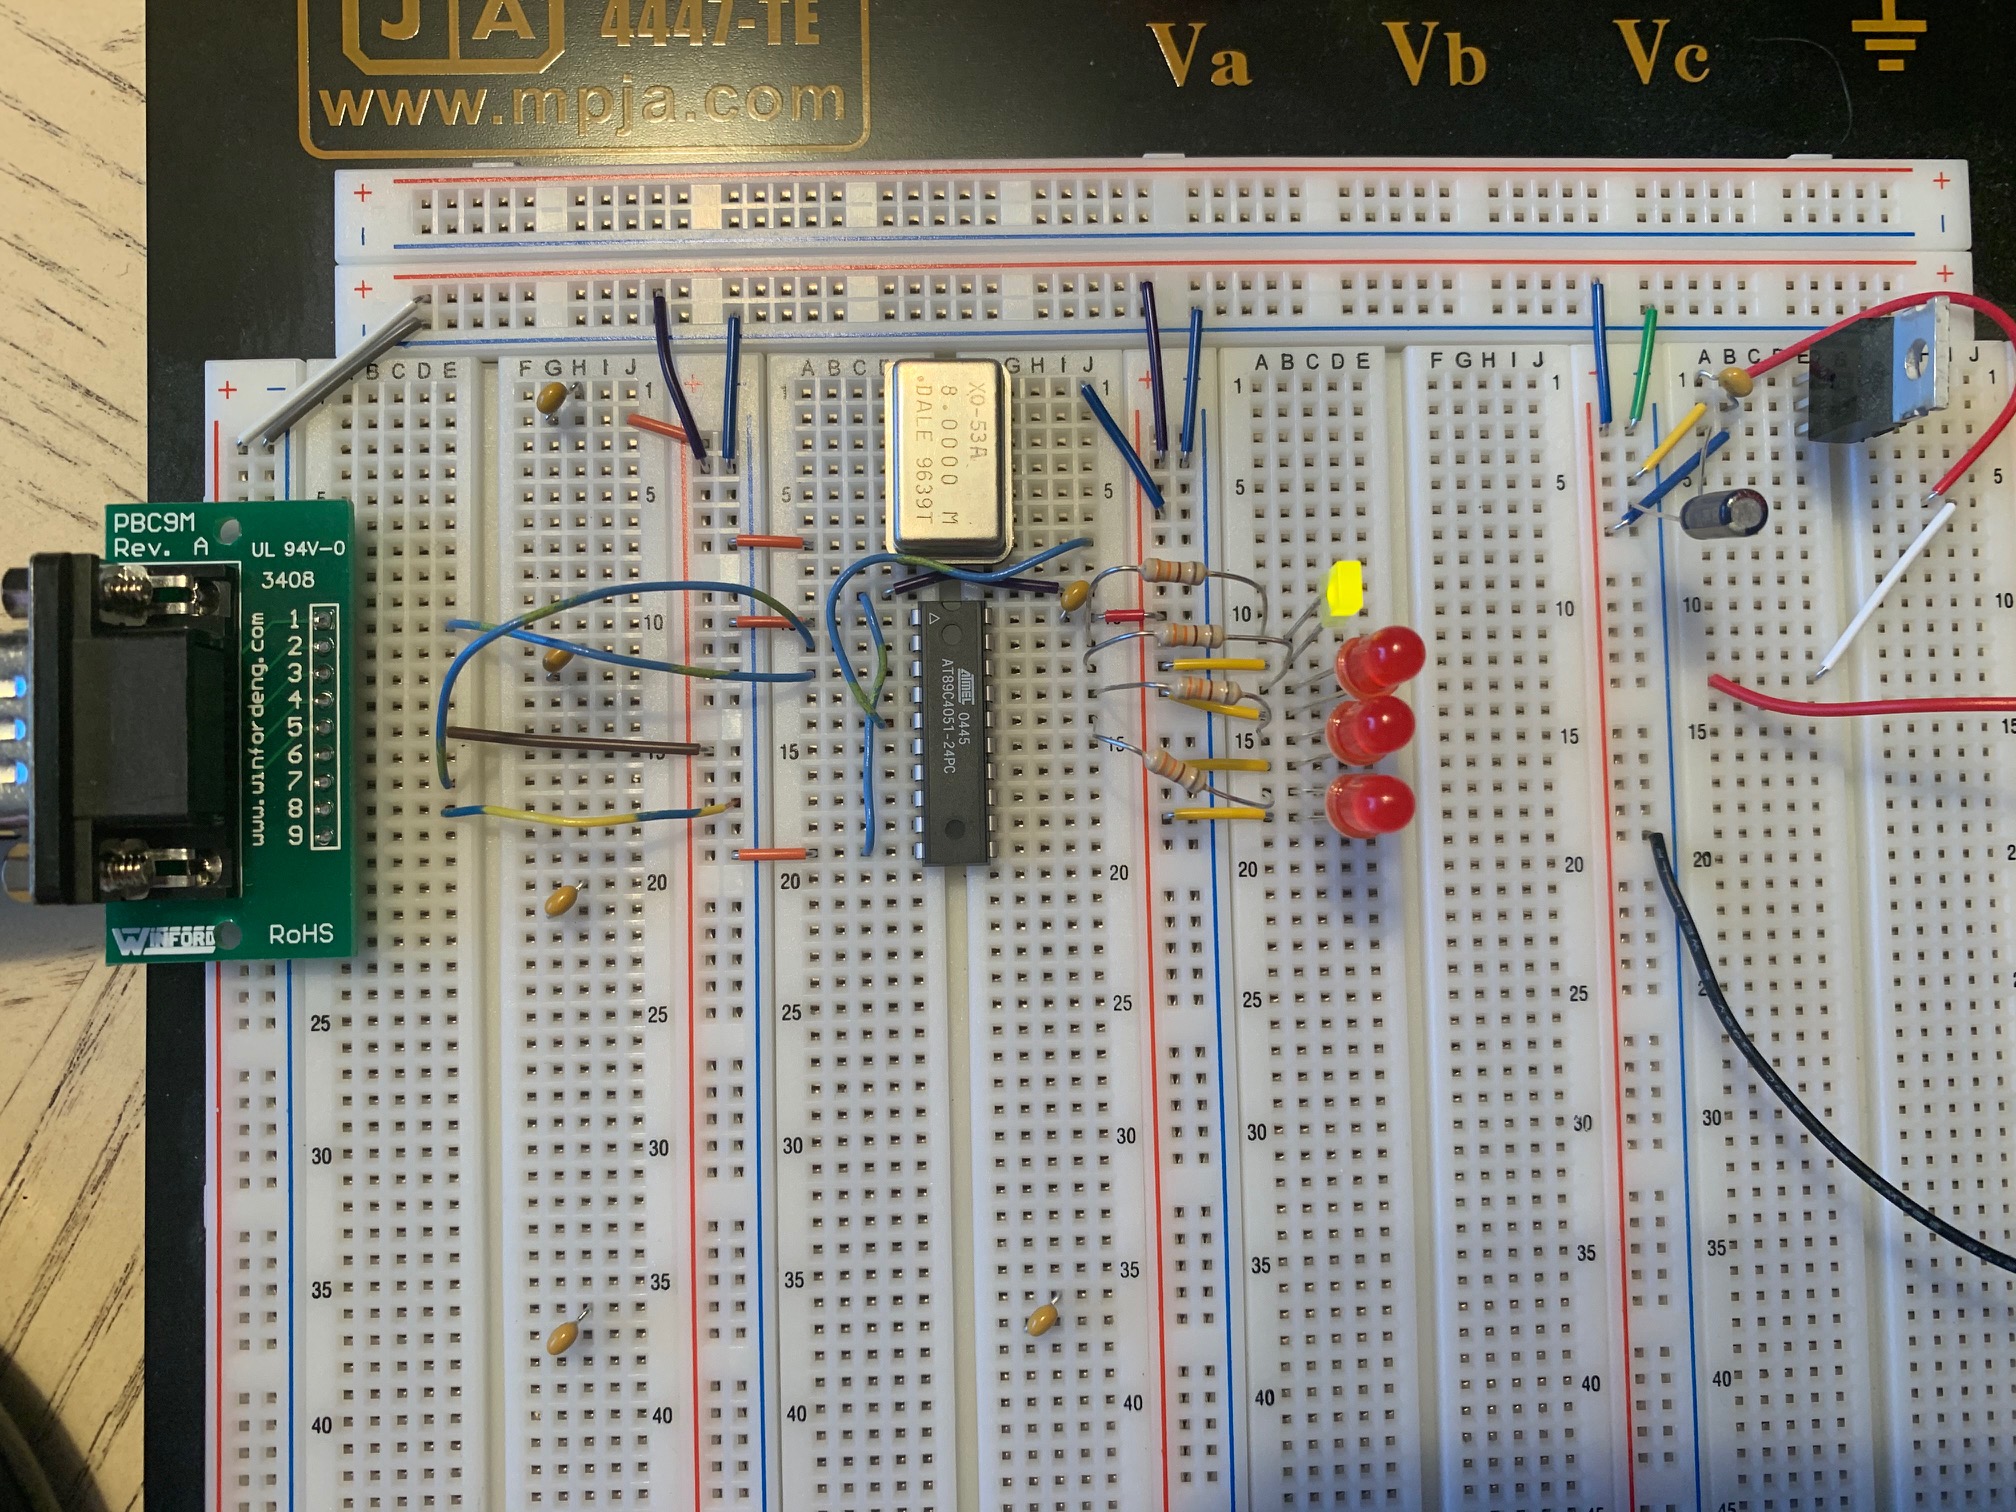 JA 4447-TE
www.mpja.com
Va Vb Vc
+ +
+ +
A B C D E F G H I J
A B C D E F G H I J
PBC9M
Rev. A
UL 94V-0
3408
www.winfordeng.com
1
2
3
4
5
6
7
8
9
WINFORD
RoHS
XO-53A
8.0000 M
DALE 9639T
ATMEL 0445
AT89C4051-24PC
1 5 10 15 20 25 30 35 40